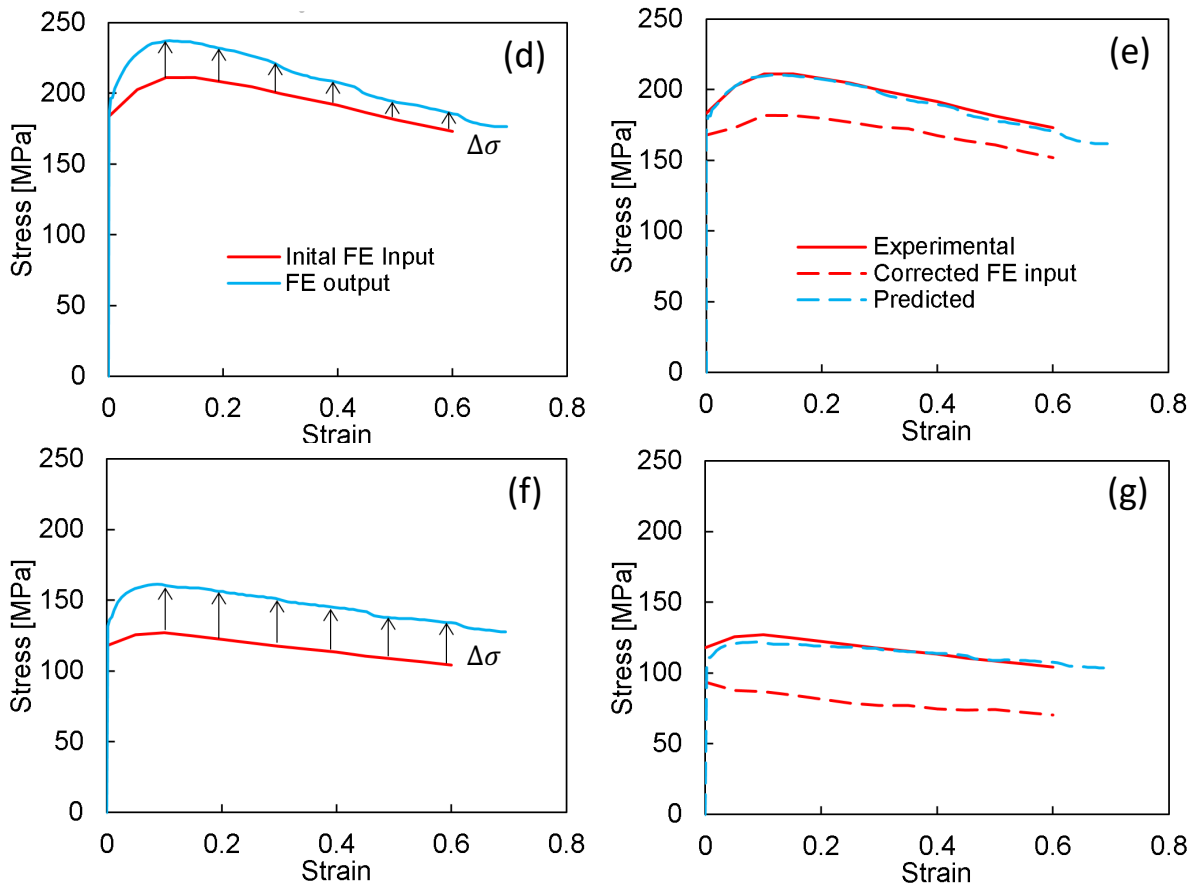 250
200
150
100
50
0
Stress [MPa]
(d)
Δσ
Inital FE Input
FE output
0
0.2
0.4
0.6
0.8
Strain
250
200
150
100
50
0
Stress [MPa]
(e)
Experimental
Corrected FE input
Predicted
0
0.2
0.4
0.6
0.8
Strain
250
200
150
100
50
0
Stress [MPa]
(f)
Δσ
0
0.2
0.4
0.6
0.8
Strain
250
200
150
100
50
0
Stress [MPa]
(g)
0
0.2
0.4
0.6
0.8
Strain